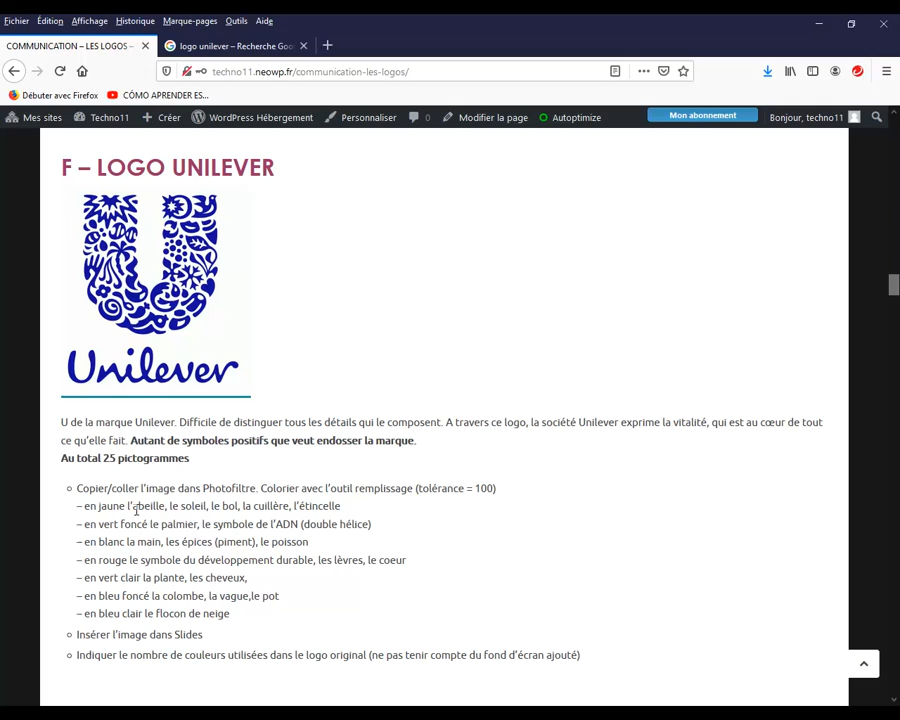 Fichier Édition Affichage Historique Marque-pages Outils Aide
COMMUNICATION – LES LOGOS – logo unilever – Recherche Goo
techno11.neowp.fr/communication-les-logos/
Débuter avec Firefox CÓMO APRENDER ES...
Mes sites Techno11 Créer WordPress Hébergement Personnaliser 0 Modifier la page Autoptimize Mon abonnement Bonjour, techno11
F – LOGO UNILEVER
Unilever
U de la marque Unilever. Difficile de distinguer tous les détails qui le composent. A travers ce logo, la société Unilever exprime la vitalité, qui est au cœur de tout
ce qu’elle fait. Autant de symboles positifs que veut endosser la marque.
Au total 25 pictogrammes
Copier/coller l’image dans Photofiltre. Colorier avec l’outil remplissage (tolérance = 100)
– en jaune l’abeille, le soleil, le bol, la cuillère, l’étincelle
– en vert foncé le palmier, le symbole de l’ADN (double hélice)
– en blanc la main, les épices (piment), le poisson
– en rouge le symbole du développement durable, les lèvres, le coeur
– en vert clair la plante, les cheveux,
– en bleu foncé la colombe, la vague,le pot
– en bleu clair le flocon de neige
Insérer l’image dans Slides
Indiquer le nombre de couleurs utilisées dans le logo original (ne pas tenir compte du fond d’écran ajouté)